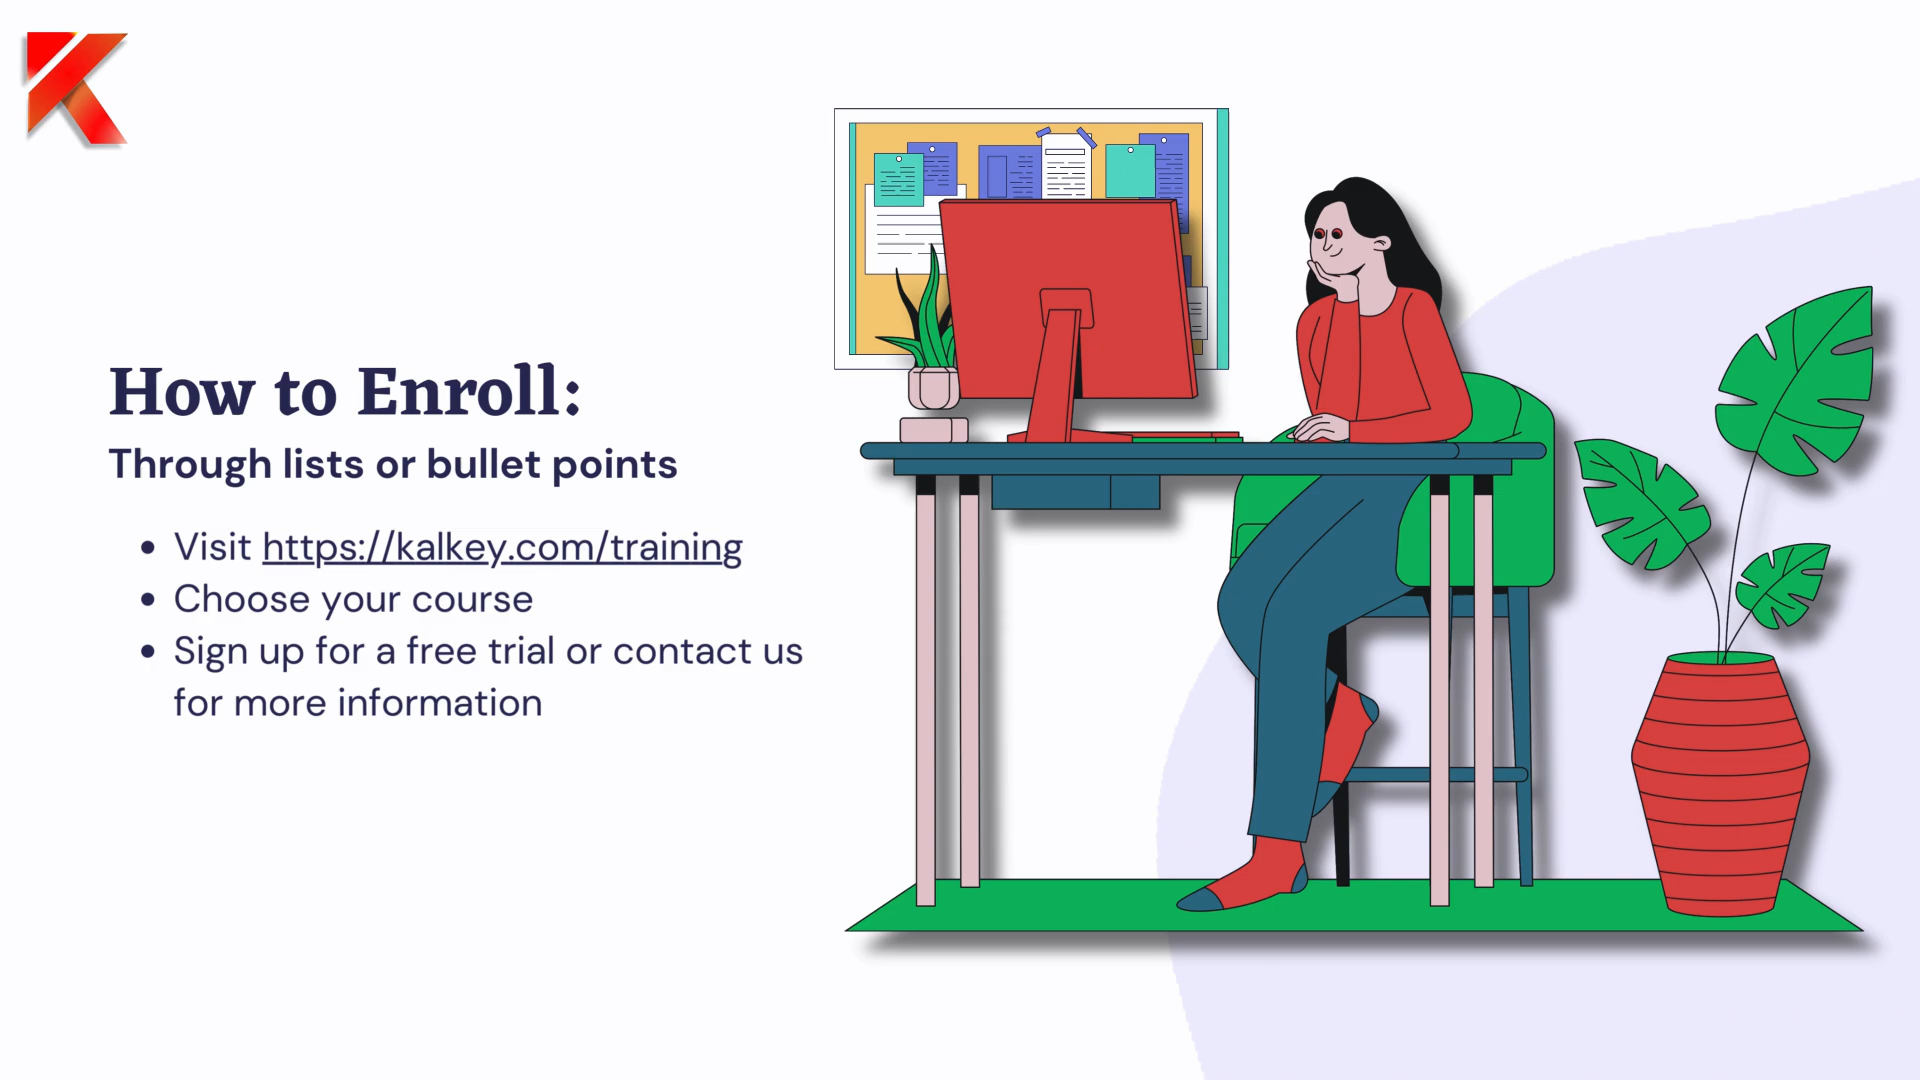 How to Enroll:
Through lists or bullet points
• Visit https://kalkey.com/training
• Choose your course
• Sign up for a free trial or contact us
for more information